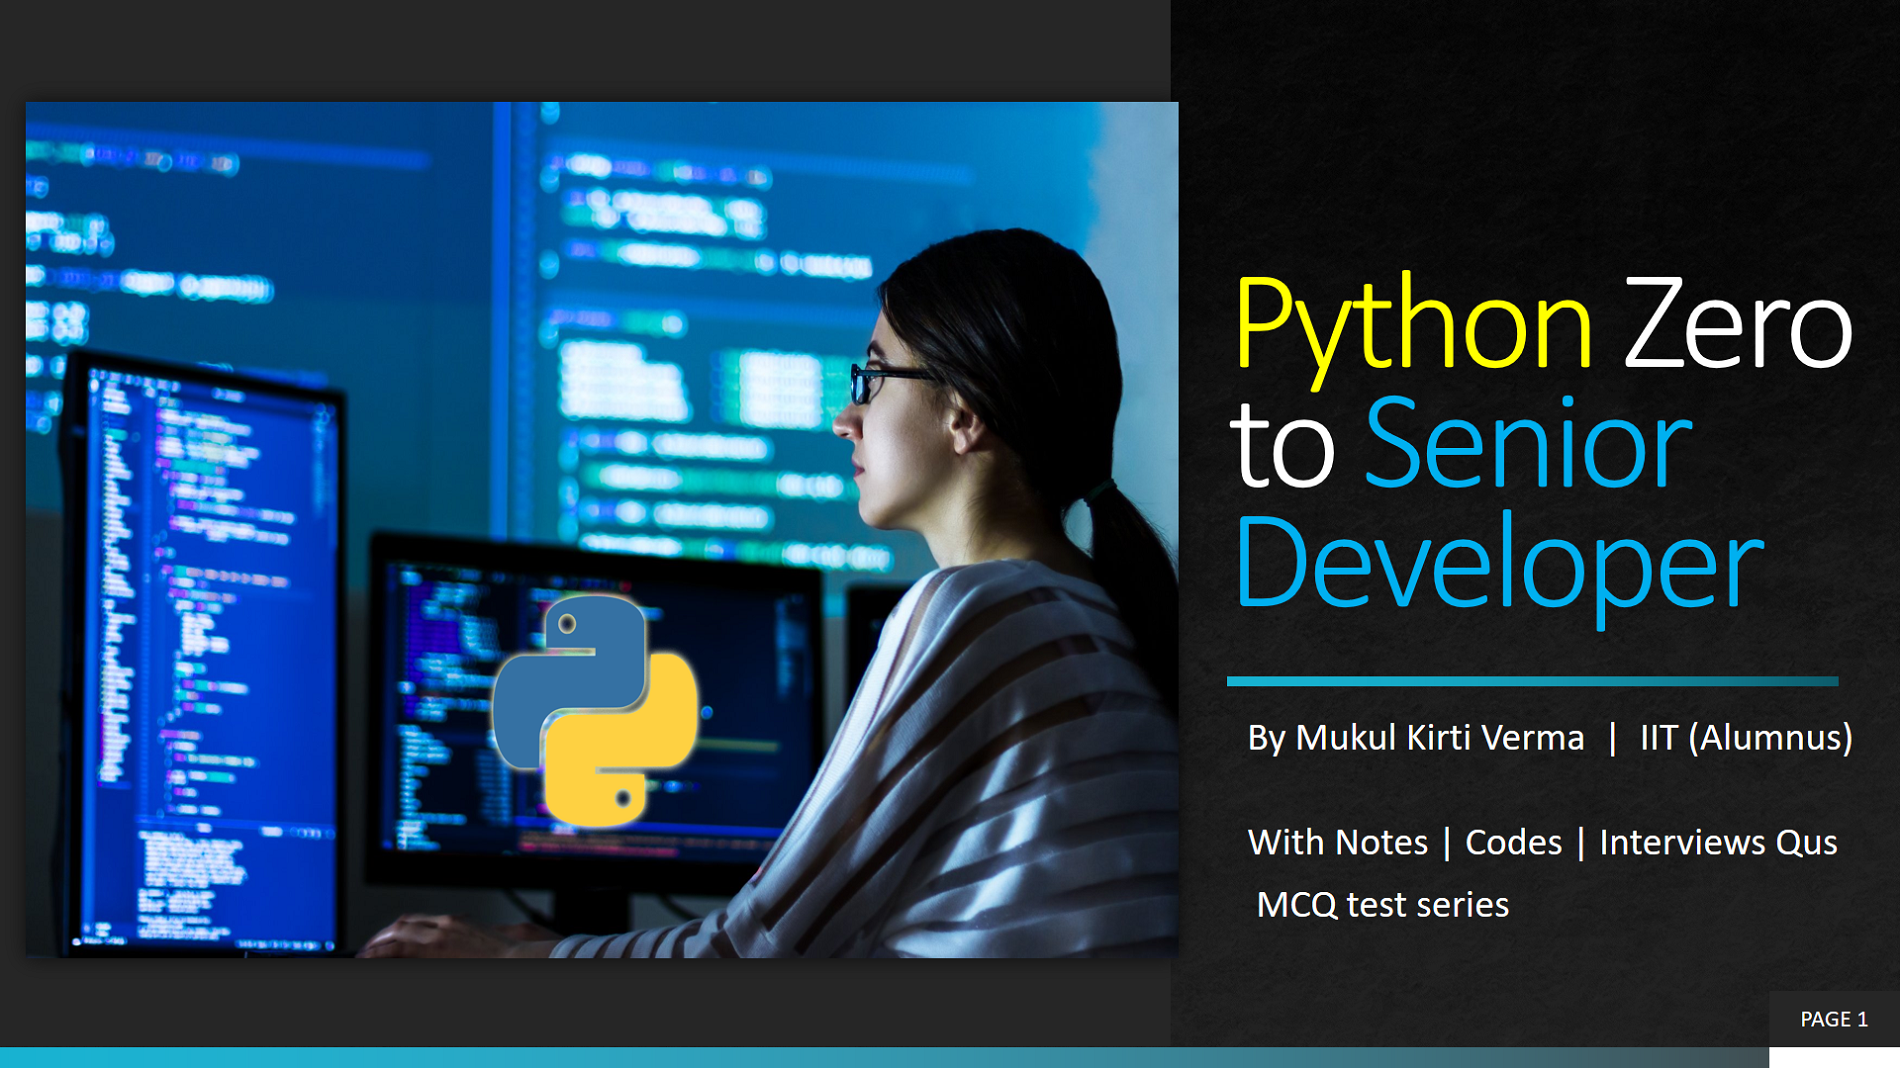 Python Zero
to Senior
Developer
By Mukul Kirti Verma | IIT (Alumnus)
With Notes | Codes | Interviews Qus
MCQ test series
PAGE 1